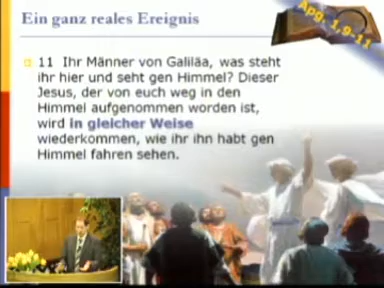 Ein ganz reales Ereignis
Apg. 1,9-11
11 Ihr Männer von Galiläa, was steht
ihr hier und seht gen Himmel? Dieser
Jesus, der von euch weg in den
Himmel aufgenommen worden ist,
wird in gleicher Weise
wiederkommen, wie ihr ihn habt gen
Himmel fahren sehen.